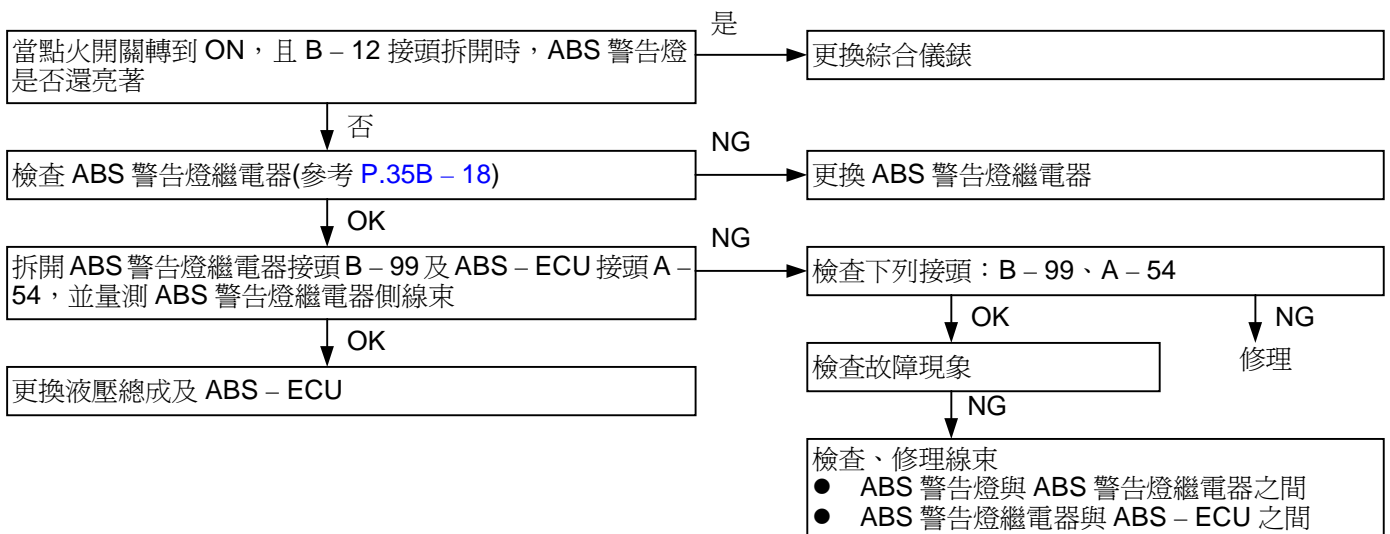 當點火開關轉到 ON，且 B – 12 接頭拆開時，ABS 警告燈
是否還亮著
是
更換綜合儀錶
否
檢查 ABS 警告燈繼電器(參考 P.35B – 18)
NG
更換 ABS 警告燈繼電器
OK
拆開 ABS 警告燈繼電器接頭 B – 99 及 ABS – ECU 接頭 A –
54，並量測 ABS 警告燈繼電器側線束
NG
檢查下列接頭：B – 99、A – 54
OK
更換液壓總成及 ABS – ECU
OK
NG
檢查故障現象
修理
NG
檢查、修理線束
● ABS 警告燈與 ABS 警告燈繼電器之間
● ABS 警告燈繼電器與 ABS – ECU 之間